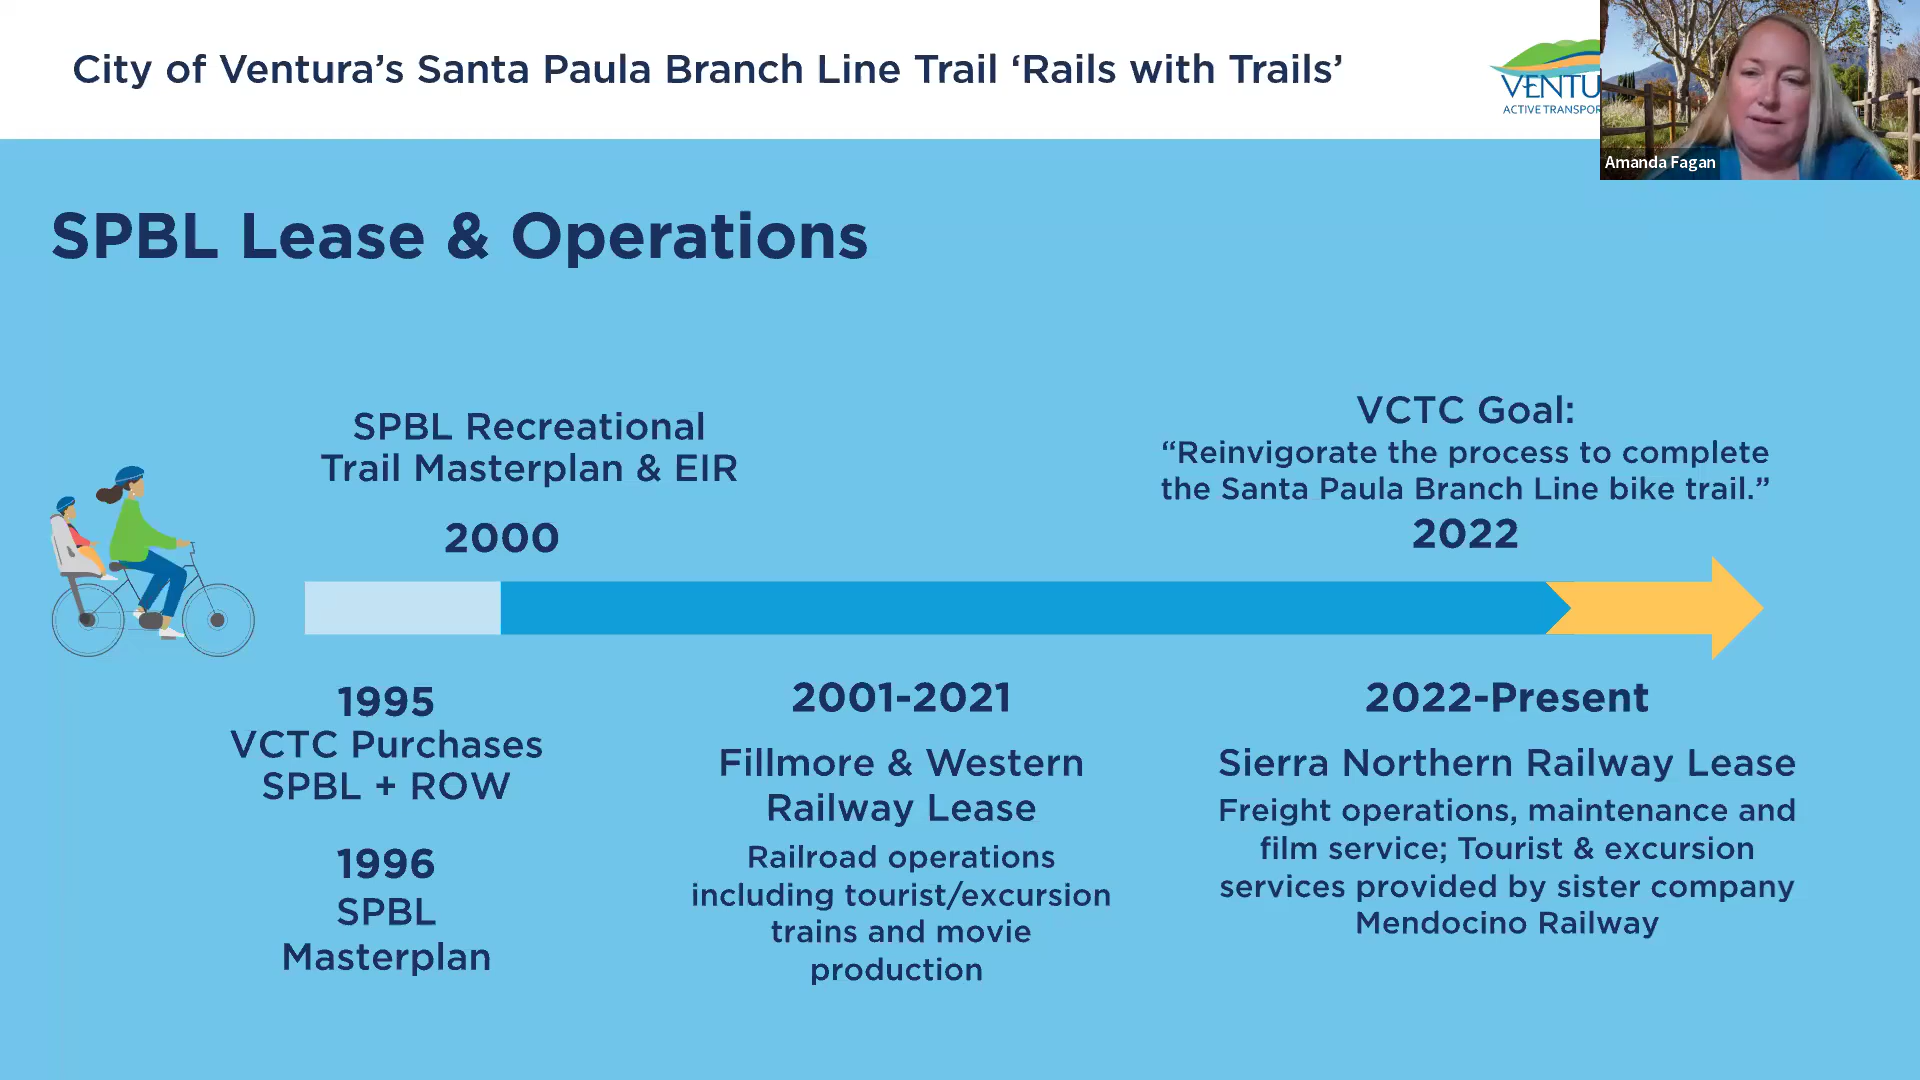 City of Ventura’s Santa Paula Branch Line Trail ‘Rails with Trails’
VENTU
ACTIVE TRANSPOR
Amanda Fagan
SPBL Lease & Operations
SPBL Recreational
Trail Masterplan & EIR
2000
VCTC Goal:
“Reinvigorate the process to complete
the Santa Paula Branch Line bike trail.”
2022
1995
VCTC Purchases
SPBL + ROW
1996
SPBL
Masterplan
2001-2021
Fillmore & Western
Railway Lease
Railroad operations
including tourist/excursion
trains and movie
production
2022-Present
Sierra Northern Railway Lease
Freight operations, maintenance and
film service; Tourist & excursion
services provided by sister company
Mendocino Railway